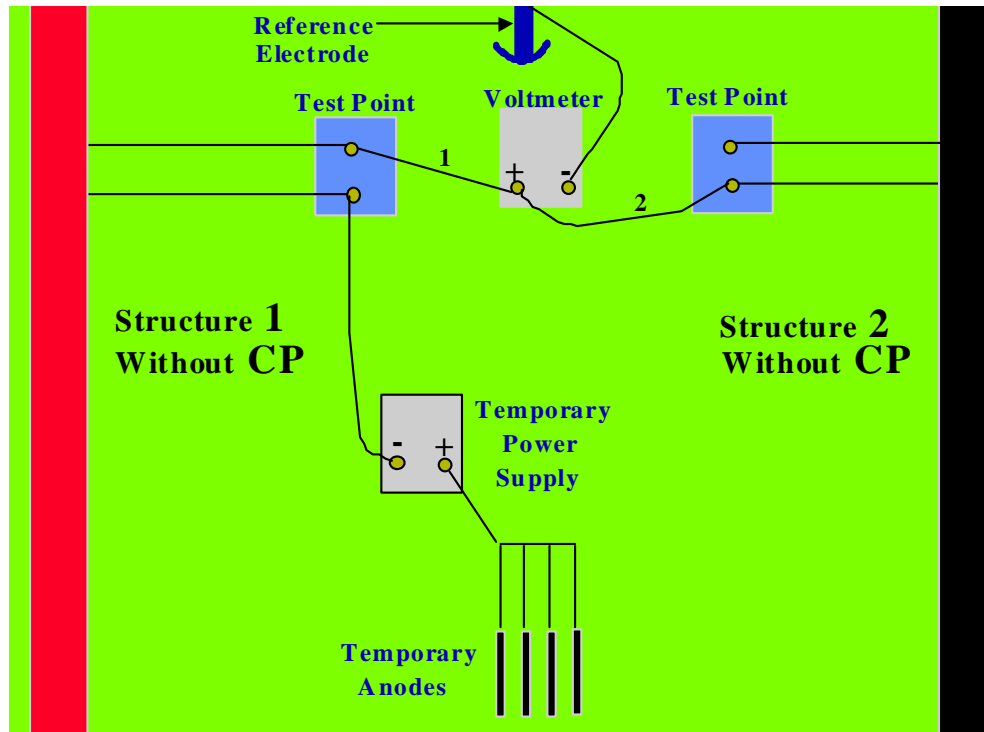 Reference
Electrode
Test Point
Voltmeter
Test Point
1
+ -
2
Structure 1
Without CP
Structure 2
Without CP
Temporary
Power
Supply
- +
Temporary
Anodes